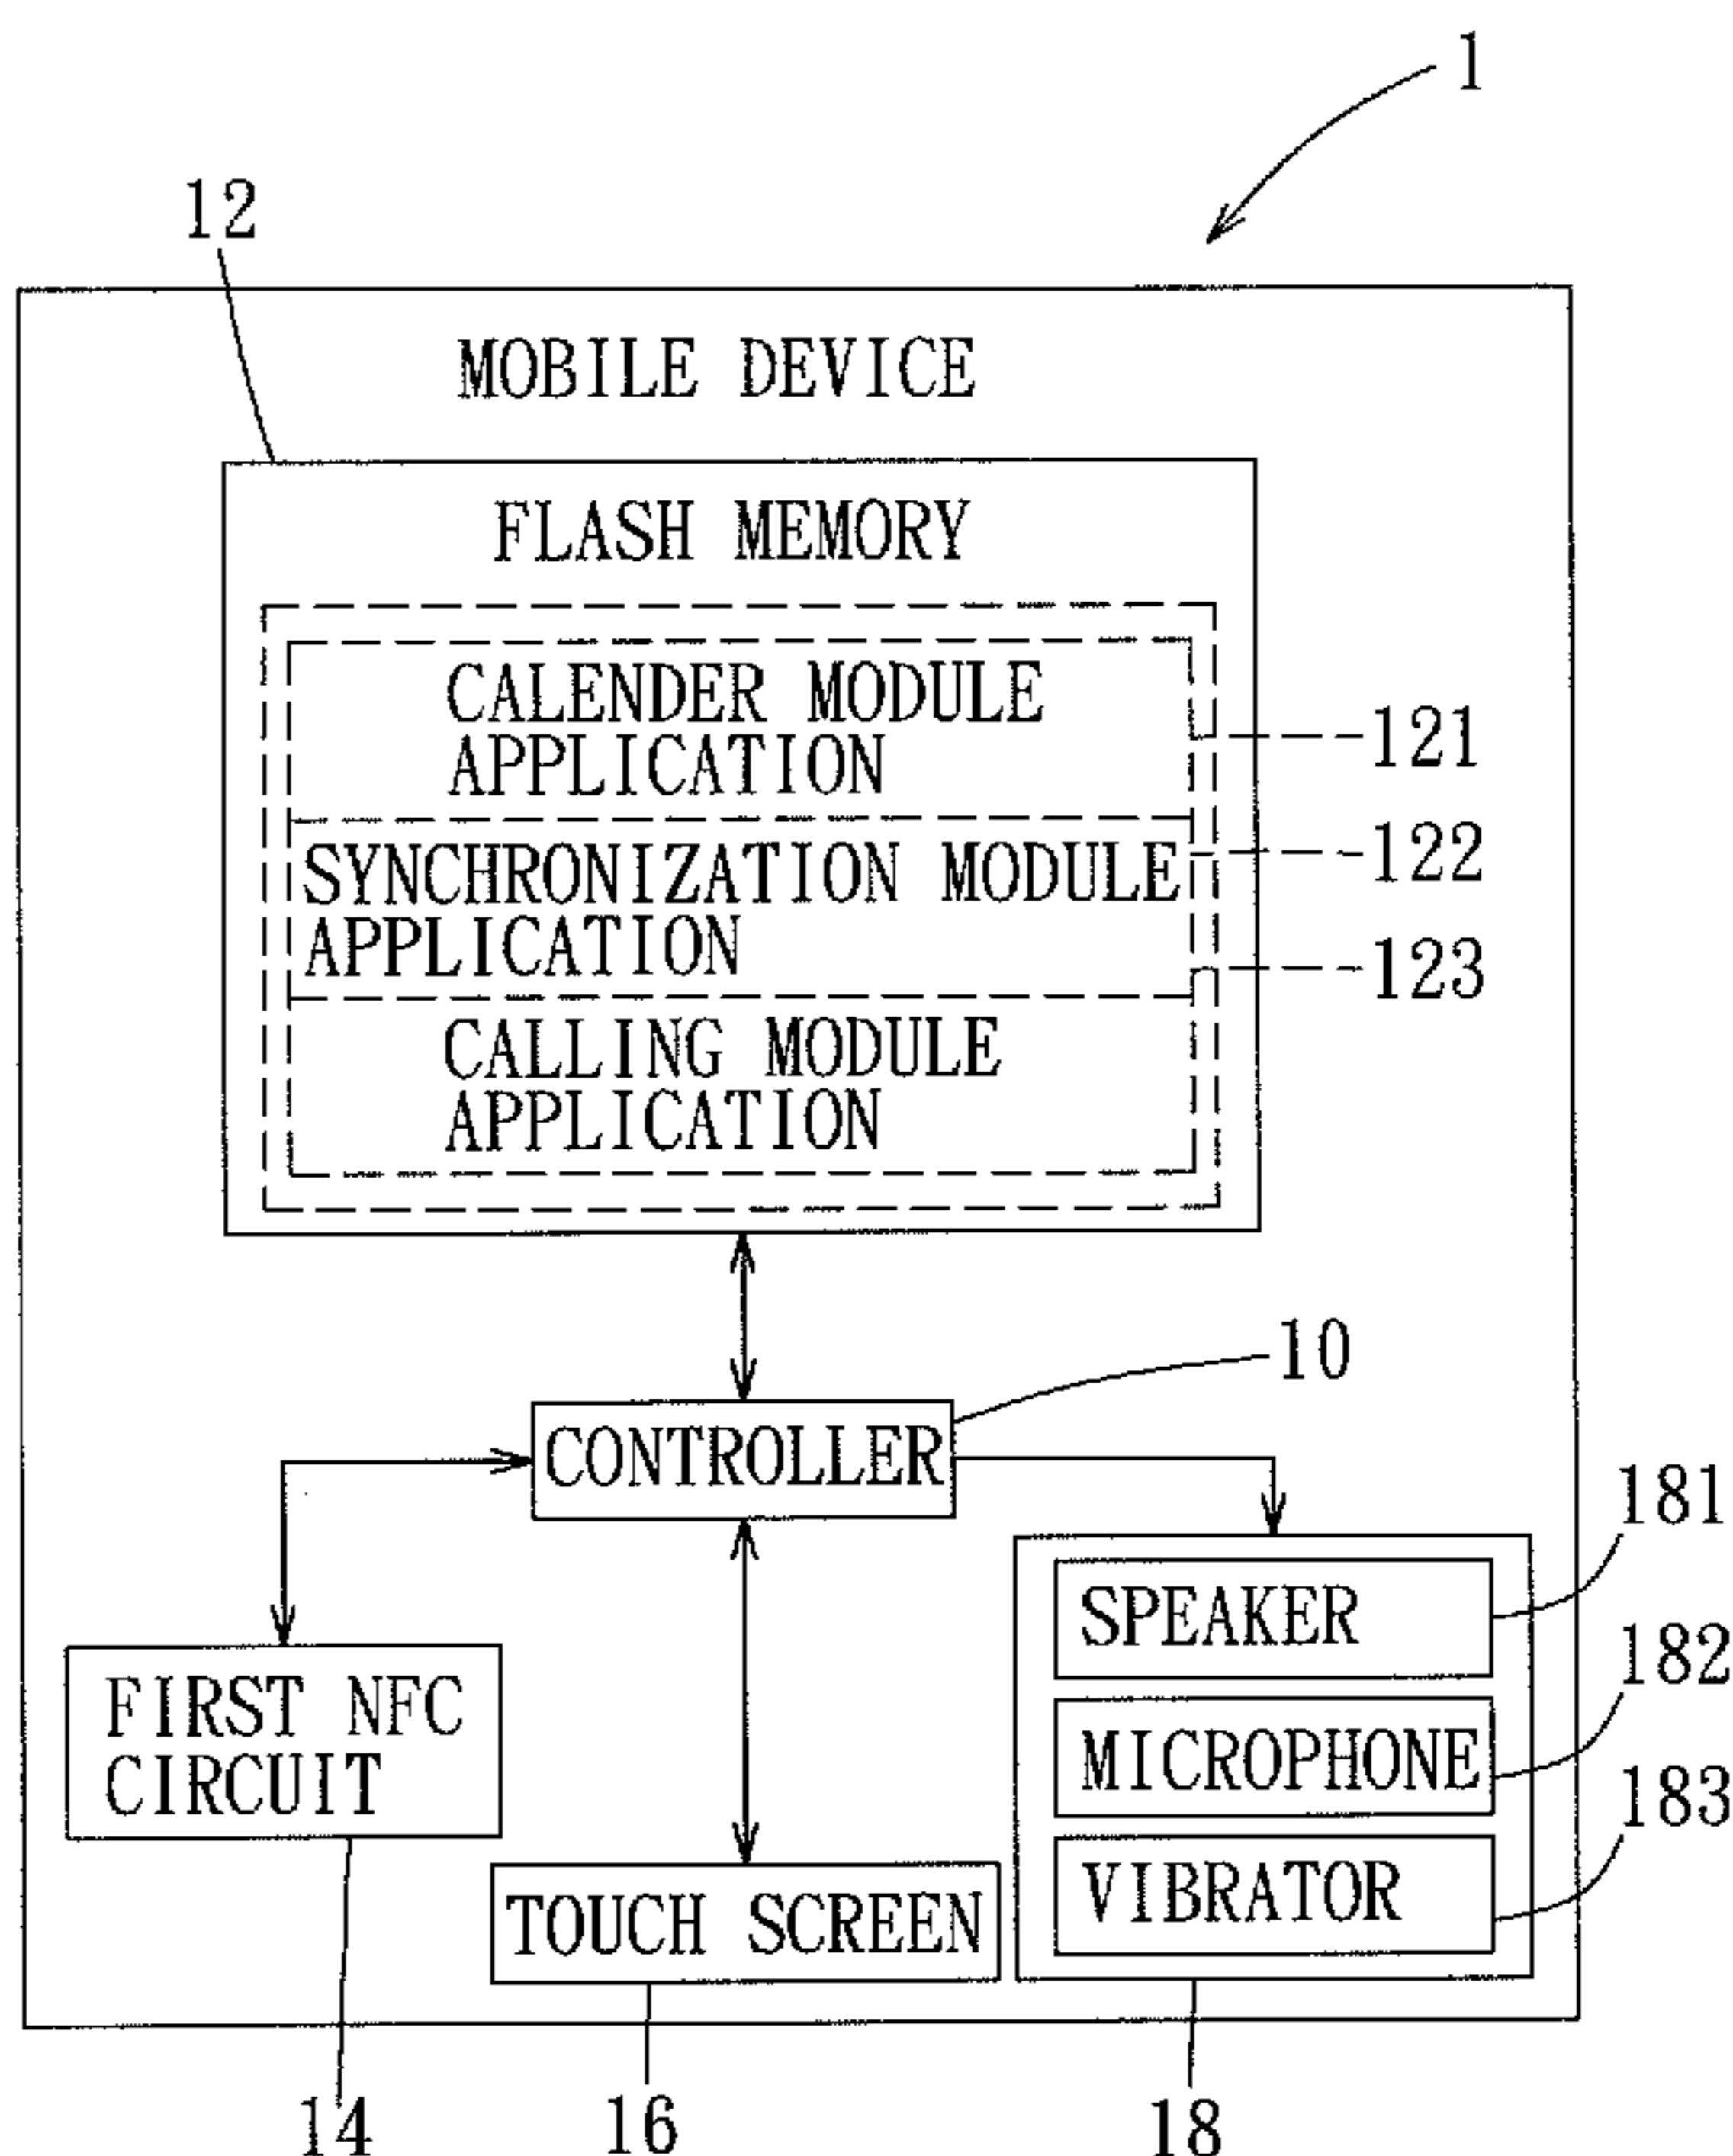 1
12
MOBILE DEVICE
FLASH MEMORY
CALENDER MODULE
APPLICATION
121
SYNCHRONIZATION MODULE
APPLICATION
122
123
CALLING MODULE
APPLICATION
10
CONTROLLER
181
SPEAKER
182
FIRST NFC
CIRCUIT
MICROPHONE
183
VIBRATOR
TOUCH SCREEN
14
16
18